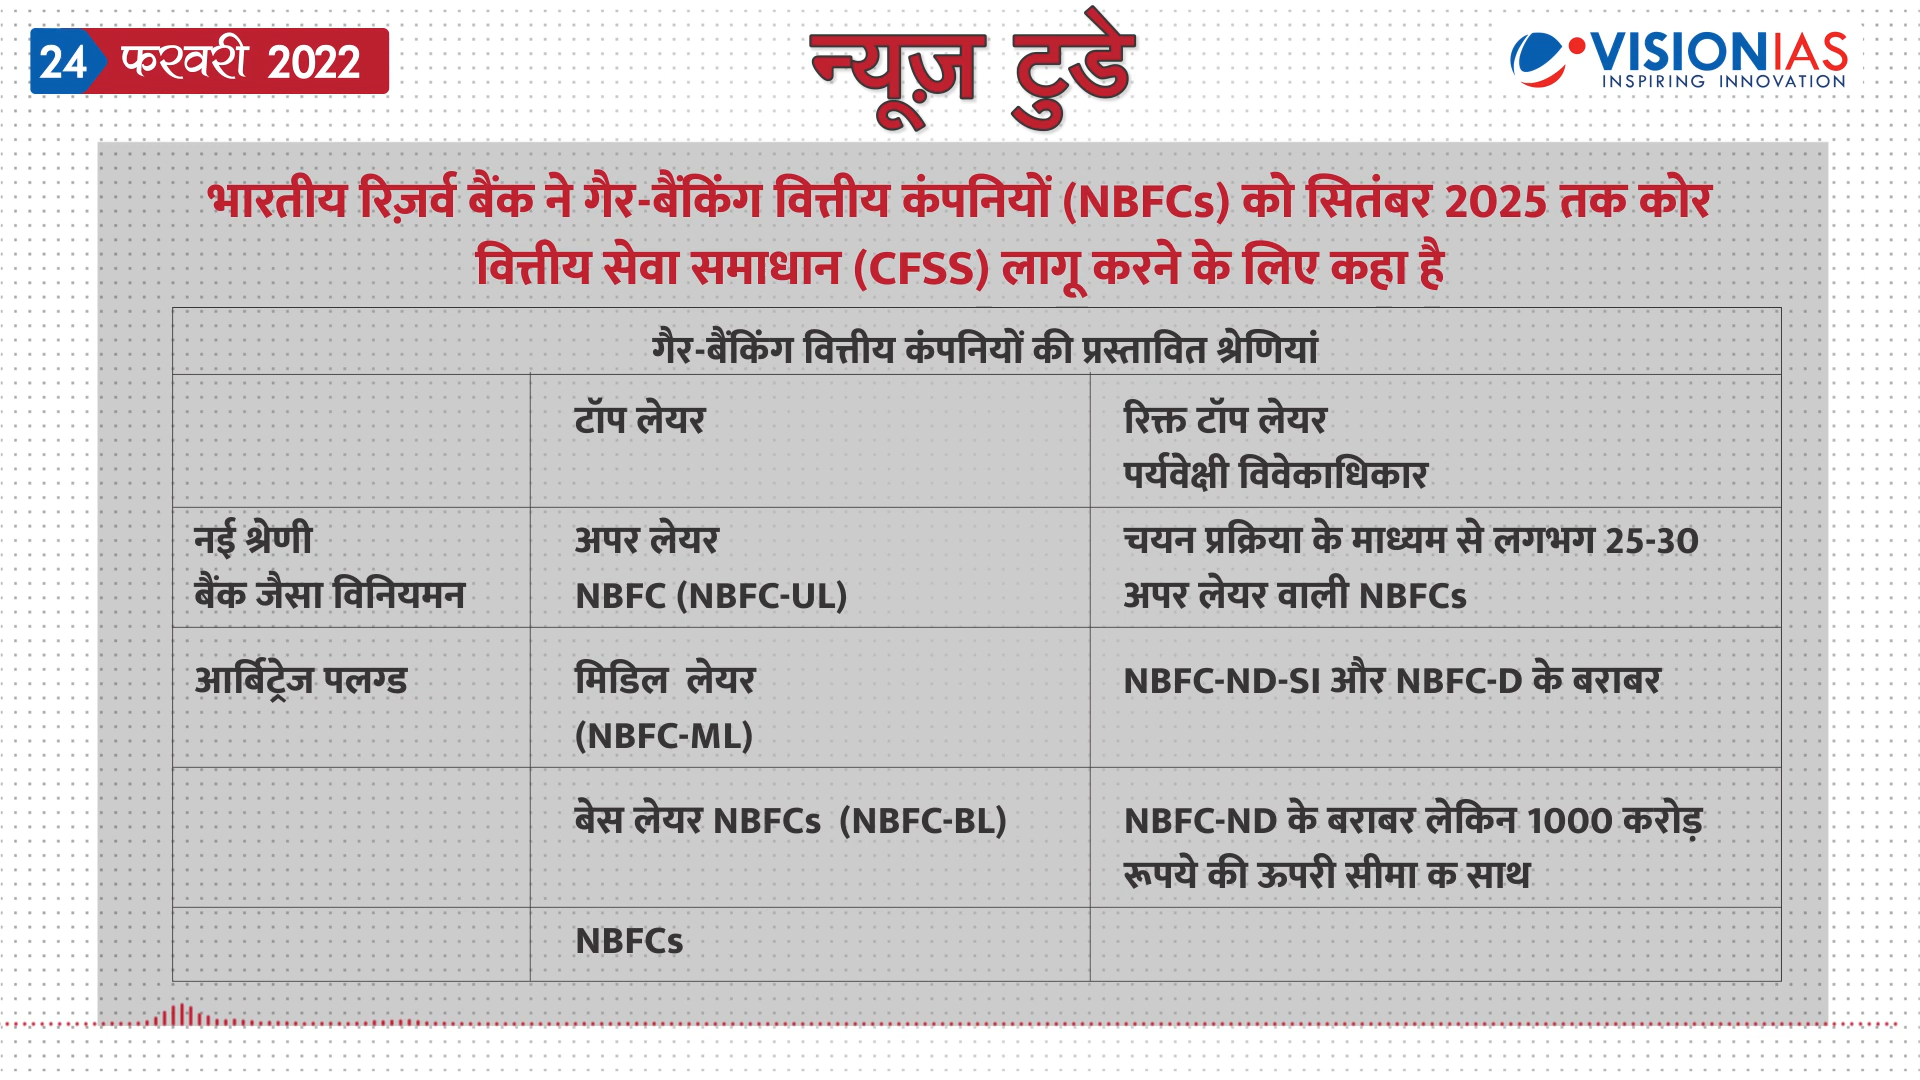 24 फरवरी 2022
न्यूज़ टुडे
VISIONIAS
INSPIRING INNOVATION
भारतीय रिज़र्व बैंक ने गैर-बैंकिंग वित्तीय कंपनियों (NBFCs) को सितंबर 2025 तक कोर
वित्तीय सेवा समाधान (CFSS) लागू करने के लिए कहा है
गैर-बैंकिंग वित्तीय कंपनियों की प्रस्तावित श्रेणियां
टॉप लेयर
रिक्त टॉप लेयर
पर्यवेक्षी विवेकाधिकार
नई श्रेणी
बैंक जैसा विनियमन
अपर लेयर
NBFC (NBFC-UL)
चयन प्रक्रिया के माध्यम से लगभग 25-30
अपर लेयर वाली NBFCs
आर्बिट्रेज पलग्ड
मिडिल लेयर
(NBFC-ML)
NBFC-ND-SI और NBFC-D के बराबर
बेस लेयर NBFCs (NBFC-BL)
NBFC-ND के बराबर लेकिन 1000 करोड़
रूपये की ऊपरी सीमा क साथ
NBFCs